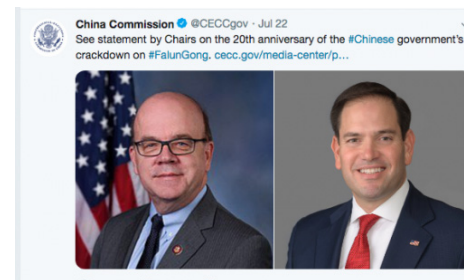 China Commission @CECCgov · Jul 22
See statement by Chairs on the 20th anniversary of the #Chinese government's
crackdown on #FalunGong. cecc.gov/media-center/p…